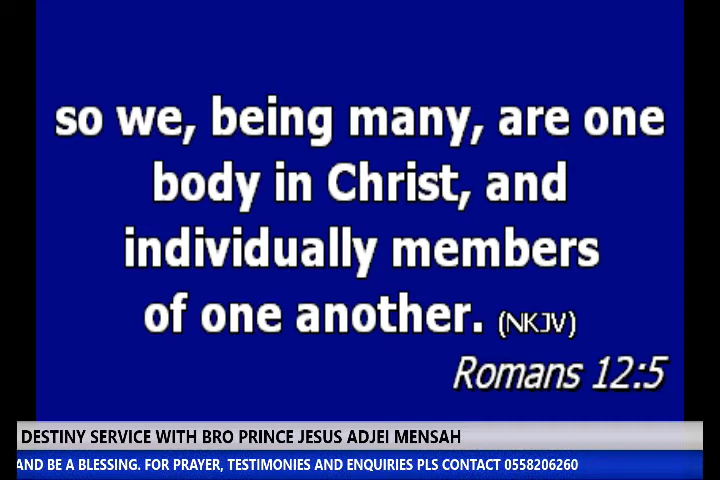 so we, being many, are one
body in Christ, and
individually members
of one another. (NKJV)
Romans 12:5
DESTINY SERVICE WITH BRO PRINCE JESUS ADJEI MENSAH
AND BE A BLESSING. FOR PRAYER, TESTIMONIES AND ENQUIRIES PLS CONTACT 0558206260